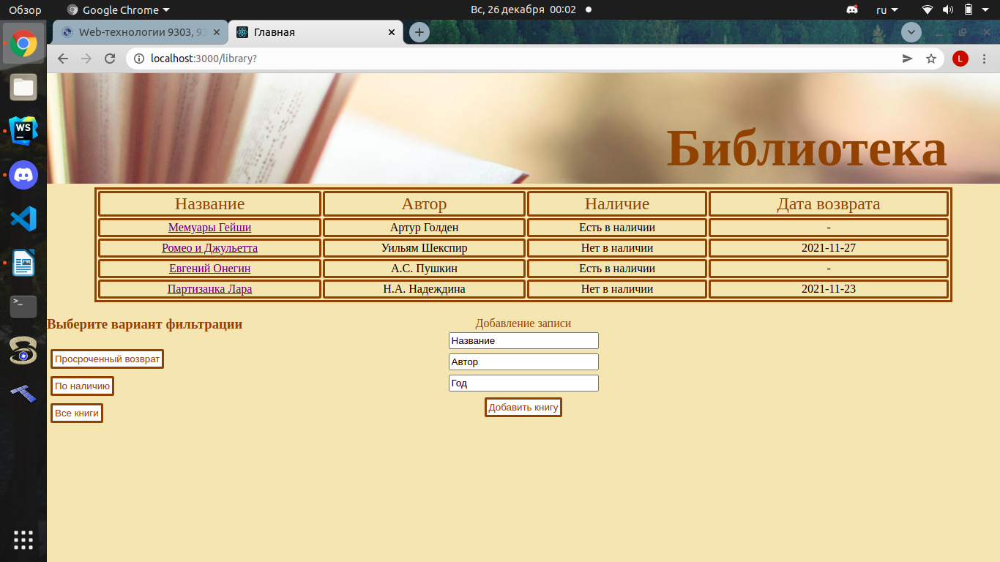 Обзор Google Chrome Вс, 26 декабря 00:02 ru
Web-технологии 9303, 93 Главная
localhost:3000/library? L
Библиотека
Название Автор Наличие Дата возврата
Мемуары Гейши Артур Голден Есть в наличии -
Ромео и Джульетта Уильям Шекспир Нет в наличии 2021-11-27
Евгений Онегин А.С. Пушкин Есть в наличии -
Партизанка Лара Н.А. Надеждина Нет в наличии 2021-11-23
Выберите вариант фильтрации
Просроченный возврат
По наличию
Все книги
Добавление записи
Название
Автор
Год
Добавить книгу
WS